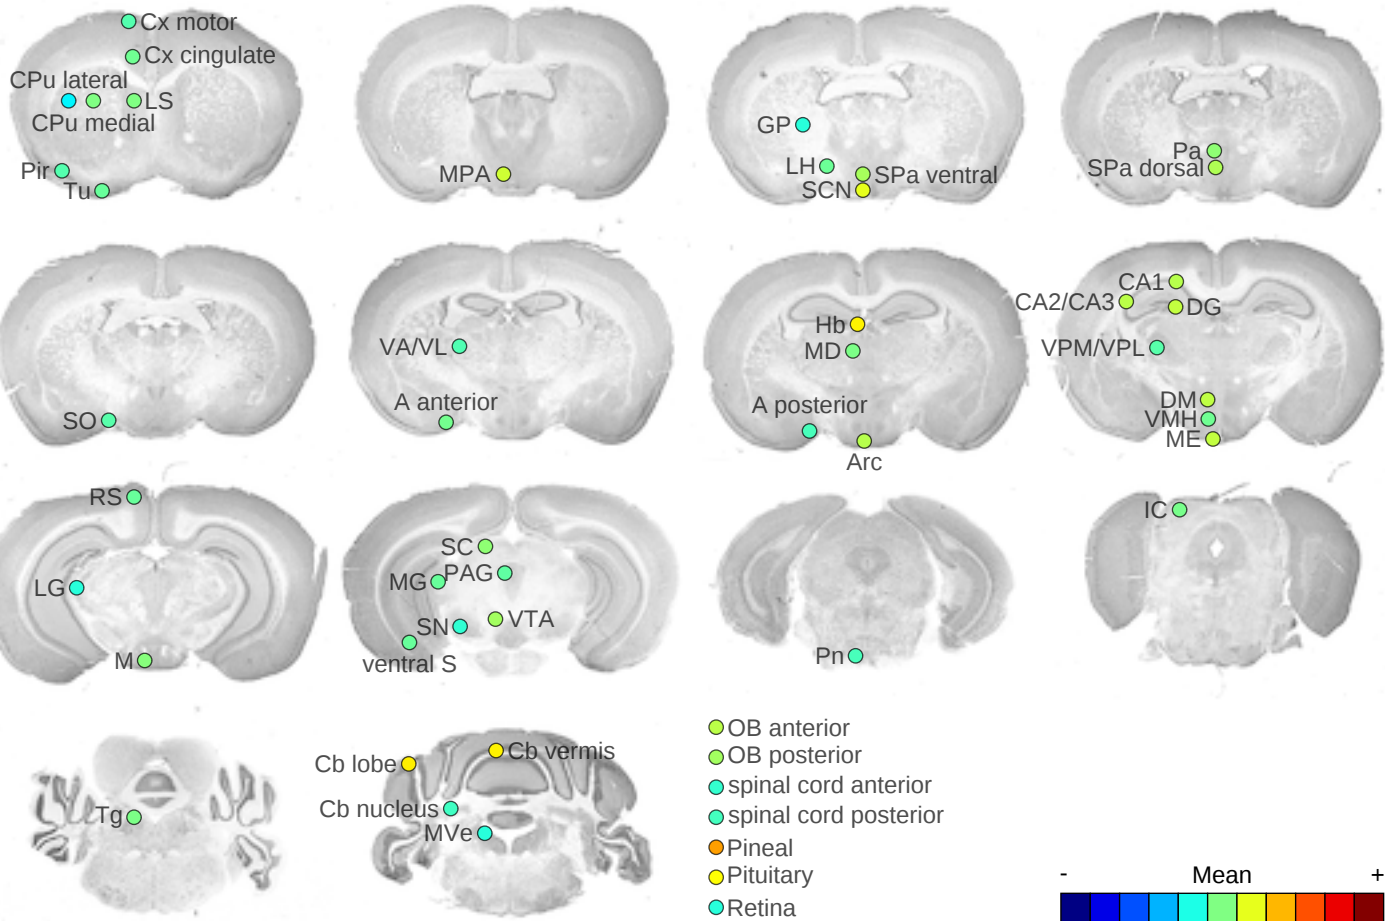 Cx motor
Cx cingulate
CPu lateral
LS
CPu medial
Pir
Tu
MPA
GP
LH
SPa ventral
SCN
Pa
SPa dorsal
SO
VA/VL
A anterior
Hb
MD
A posterior
Arc
CA1
CA2/CA3
DG
VPM/VPL
DM
VMH
ME
RS
LG
M
SC
MG
PAG
SN
VTA
ventral S
Pn
IC
Tg
Cb lobe
Cb vermis
Cb nucleus
MVe
OB anterior
OB posterior
spinal cord anterior
spinal cord posterior
Pineal
Pituitary
Retina
- Mean +